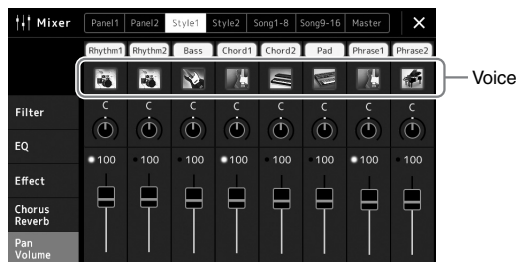 Mixer Panel1 Panel2 Style1 Style2 Song1-8 Song9-16 Master ×
Rhythm1 Rhythm2 Bass Chord1 Chord2 Pad Phrase1 Phrase2
Voice
Filter C C C C C C C C
EQ
100 100 100 100 100 100 100 100
Effect
Chorus
Reverb
Pan
Volume